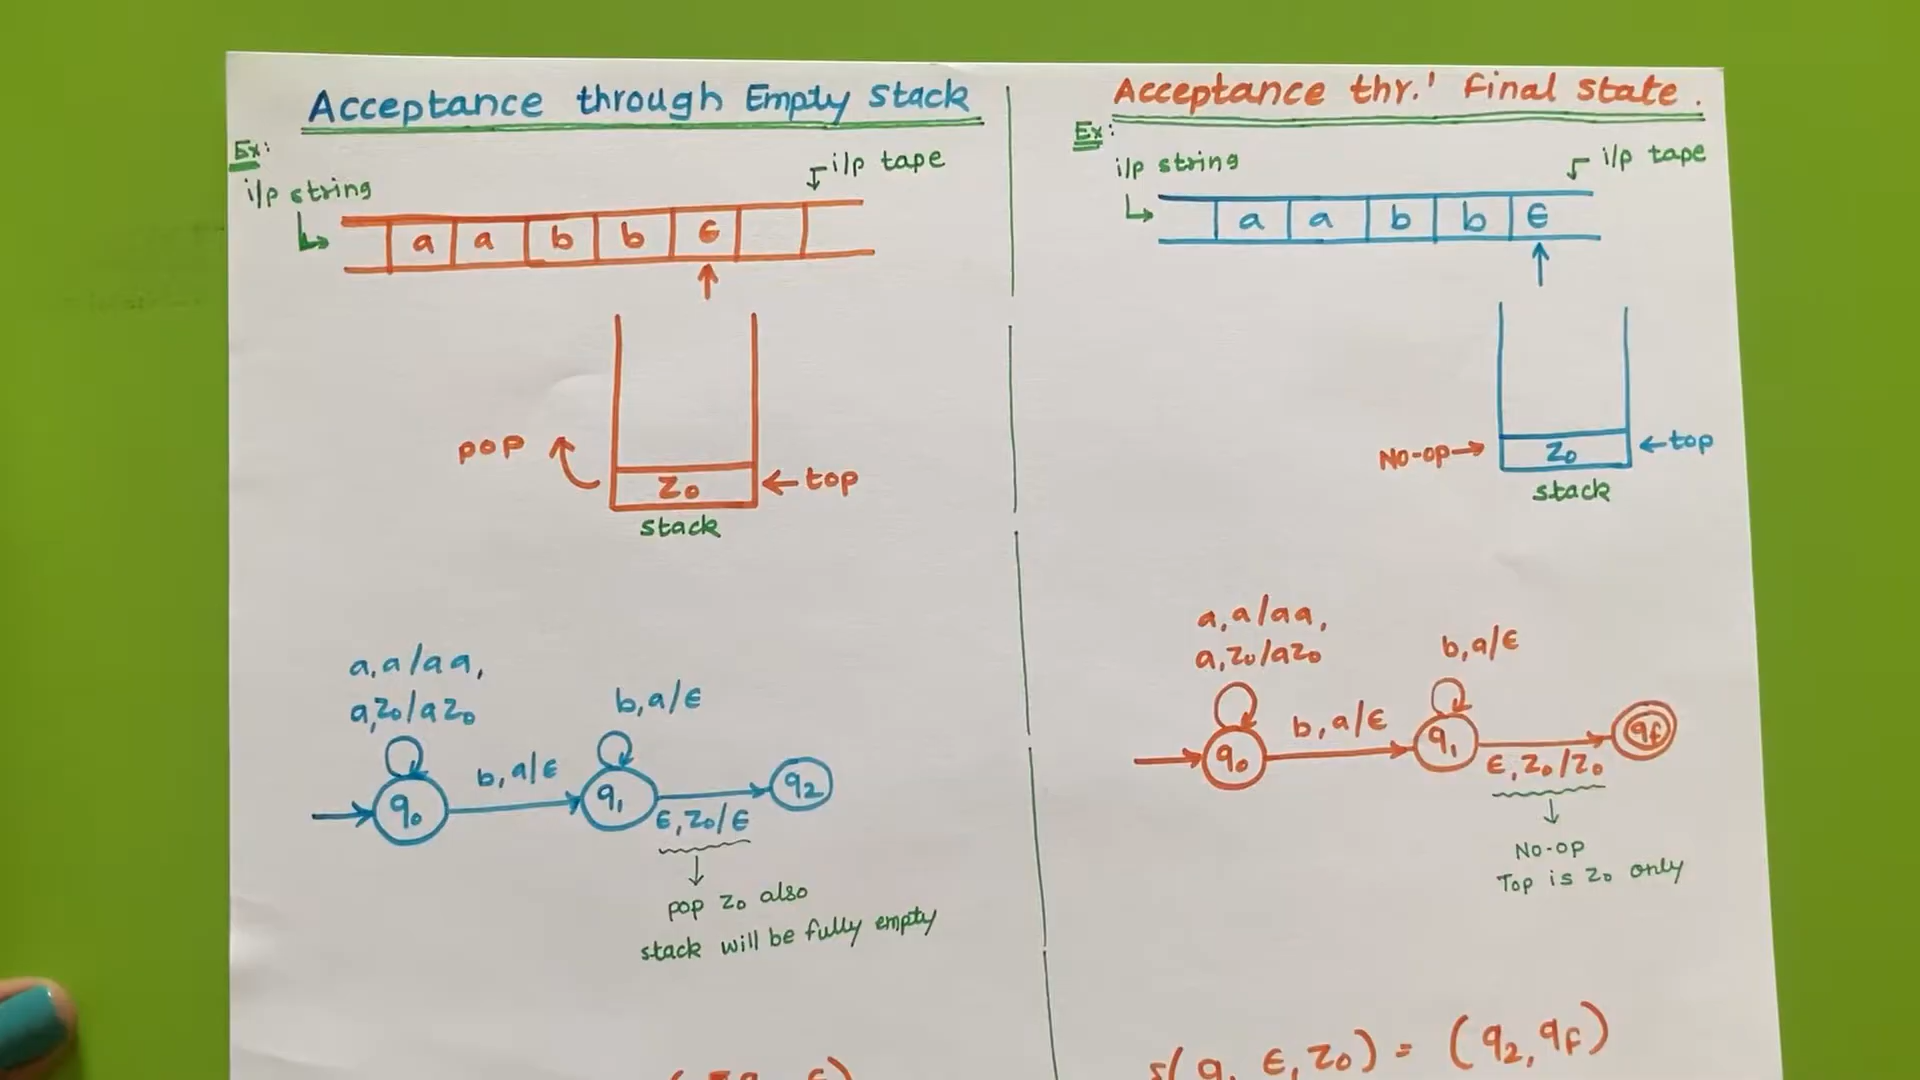 Acceptance through Empty stack
Ex:
i/p string
i/p tape
a a b b ϵ
pop
Z0
top
stack
a,a/aa,
a,Z0/aZ0
b,a/ϵ
b,a/ϵ
q0
q1
q2
ϵ,Z0/ϵ
pop Z0 also
stack will be fully empty
Acceptance thr.' Final state.
Ex:
i/p string
i/p tape
a a b b ϵ
No-op
Z0
top
stack
a,a/aa,
a,Z0/aZ0
b,a/ϵ
b,a/ϵ
q0
q1
qf
ϵ,Z0/Z0
No-op
Top is Z0 only
ϵ, Z0) = (q2, qf)